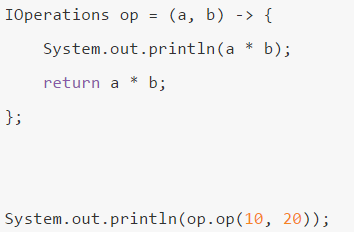 IOperations op = (a, b) -> {
    System.out.println(a * b);
    return a * b;
};
System.out.println(op.op(10, 20));